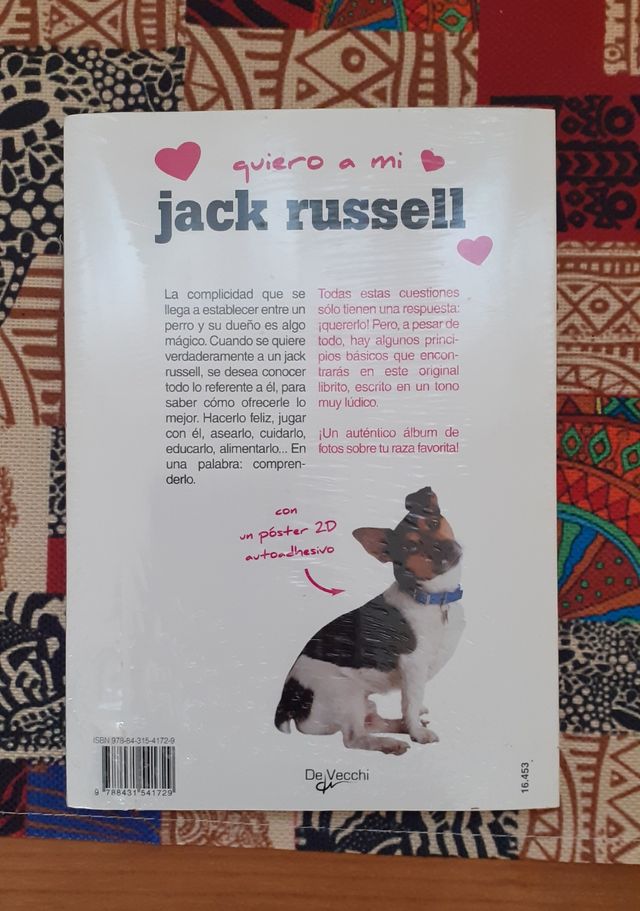 quiero a mi
jack russell
La complicidad que se
llega a establecer entre un
perro y su dueño es algo
mágico. Cuando se quiere
verdaderamente a un jack
russell, se desea conocer
todo lo referente a él, para
saber cómo ofrecerle lo
mejor. Hacerlo feliz, jugar
con él, asearlo, cuidarlo,
educarlo, alimentarlo... En
una palabra: compren-
derlo.
Todas estas cuestiones
sólo tienen una respuesta:
¡quererlo! Pero, a pesar de
todo, hay algunos princi-
pios básicos que encon-
trarás en este original
librito, escrito en un tono
muy lúdico.
¡Un auténtico álbum de
fotos sobre tu raza favorita!
con
un póster 2D
autoadhesivo
ISBN 978-84-315-4172-9
9 788431 541729
De Vecchi
16.453